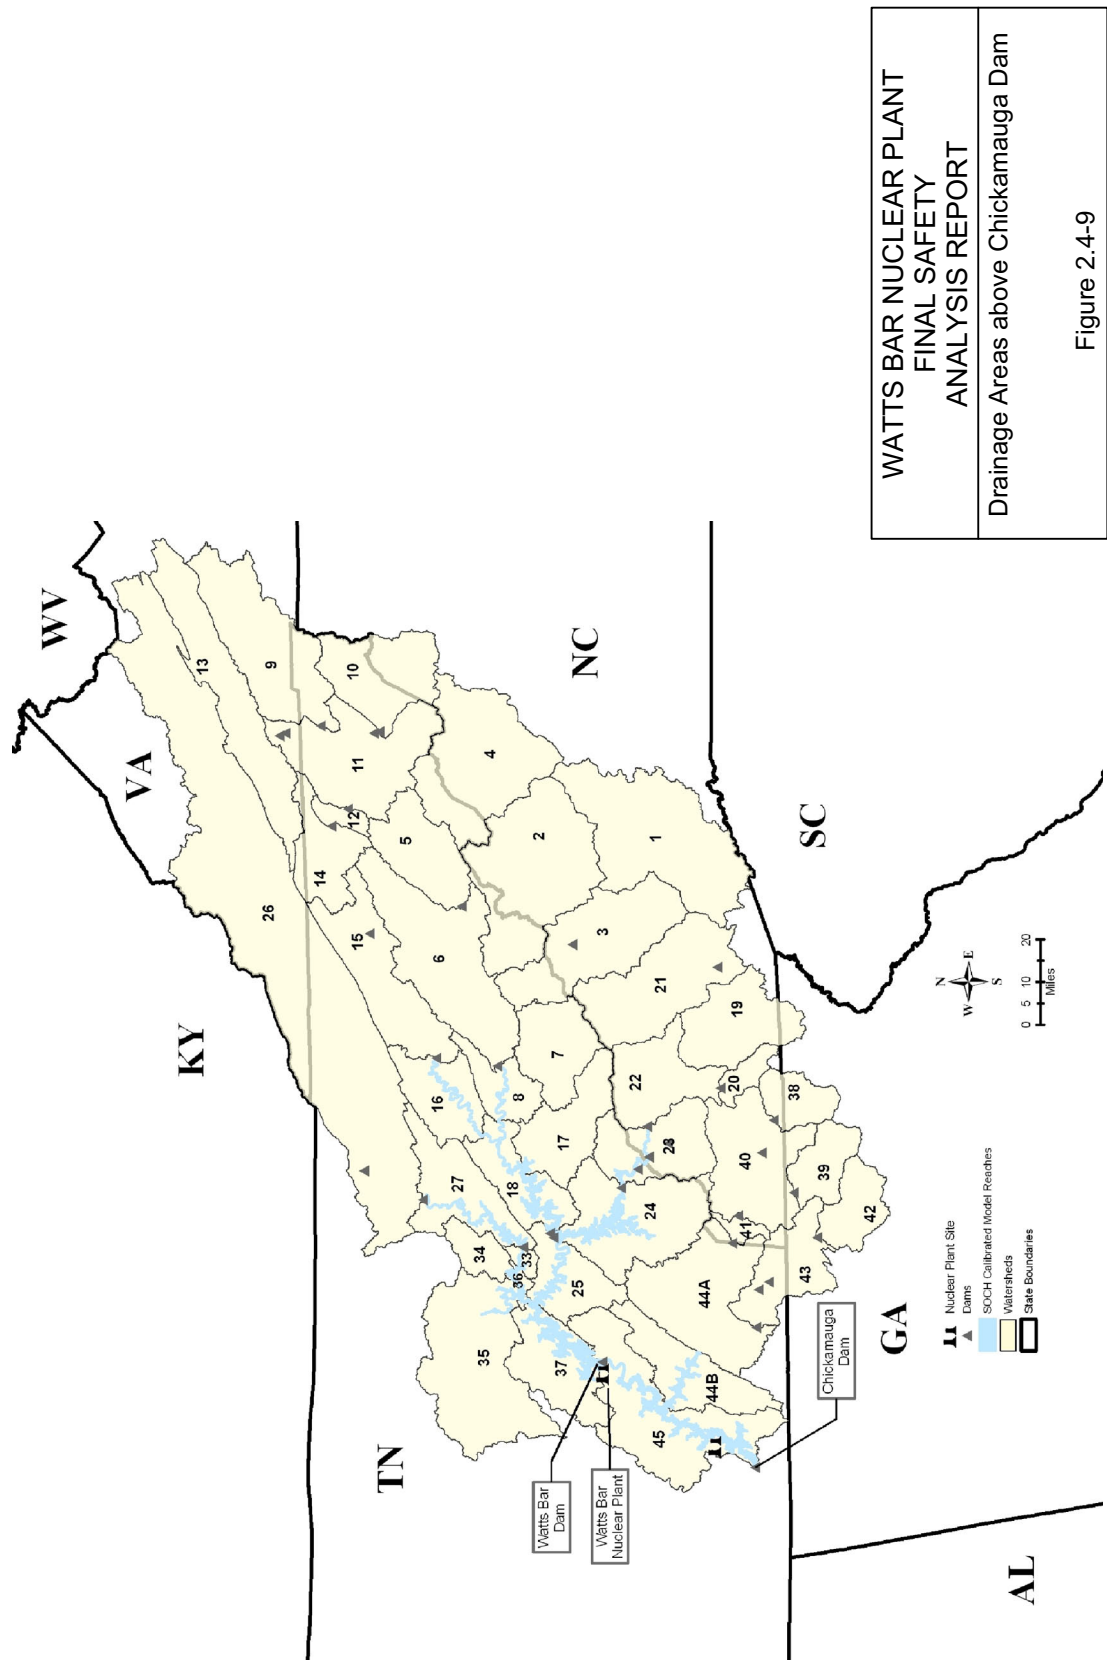 WV
VA
KY
13
26
9
14
10
12
15
11
TN
5
16
6
27
34
35
4
18
36
8
33
2
Watts Bar
Dam
7
37
17
25
NC
3
Watts Bar
Nuclear Plant
22
24
1
45
21
44A
44B
20
19
41
40
38
43
SC
39
Chickamauga
Dam
42
GA
Nuclear Plant Site
Dams
SOCH Calibrated Model Reaches
Watersheds
State Boundaries
N
W E
S
0 5 10 20
Miles
AL
WATTS BAR NUCLEAR PLANT
FINAL SAFETY
ANALYSIS REPORT
Drainage Areas above Chickamauga Dam
Figure 2.4-9